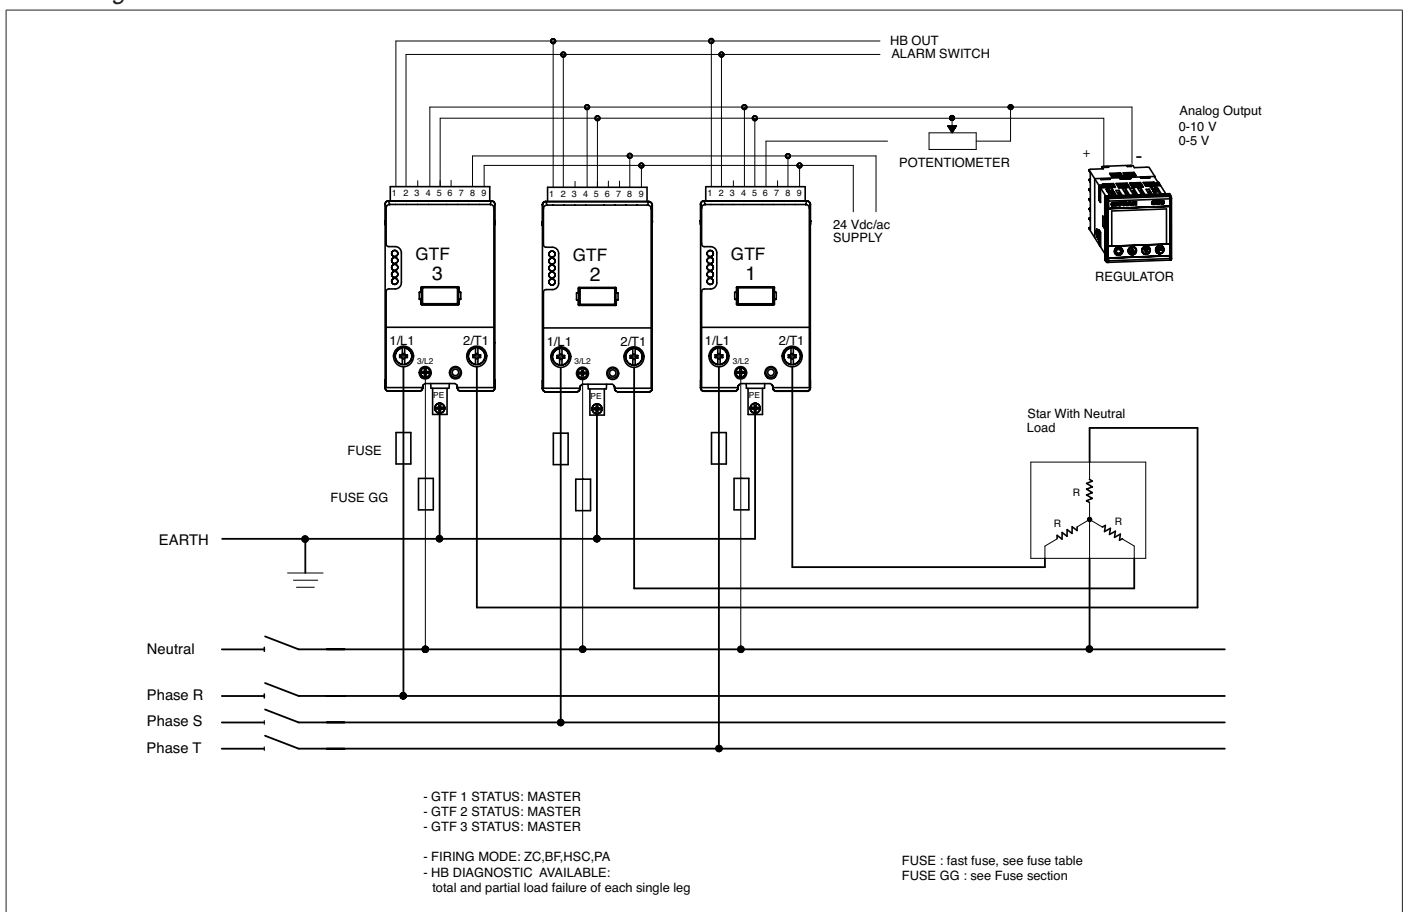 HB OUT
ALARM SWITCH
Analog Output
0-10 V
0-5 V
+ -
POTENTIOMETER
1 2 3 4 5 6 7 8 9
1 2 3 4 5 6 7 8 9
1 2 3 4 5 6 7 8 9
24 Vdc/ac
SUPPLY
GTF
3
GTF
2
GTF
1
REGULATOR
1/L1 2/T1
3/L2
PE
1/L1 2/T1
3/L2
PE
1/L1 2/T1
3/L2
PE
Star With Neutral
Load
R
R
R
FUSE
FUSE GG
EARTH
Neutral
Phase R
Phase S
Phase T
- GTF 1 STATUS: MASTER
- GTF 2 STATUS: MASTER
- GTF 3 STATUS: MASTER
- FIRING MODE: ZC,BF,HSC,PA
- HB DIAGNOSTIC AVAILABLE:
total and partial load failure of each single leg
FUSE : fast fuse, see fuse table
FUSE GG : see Fuse section